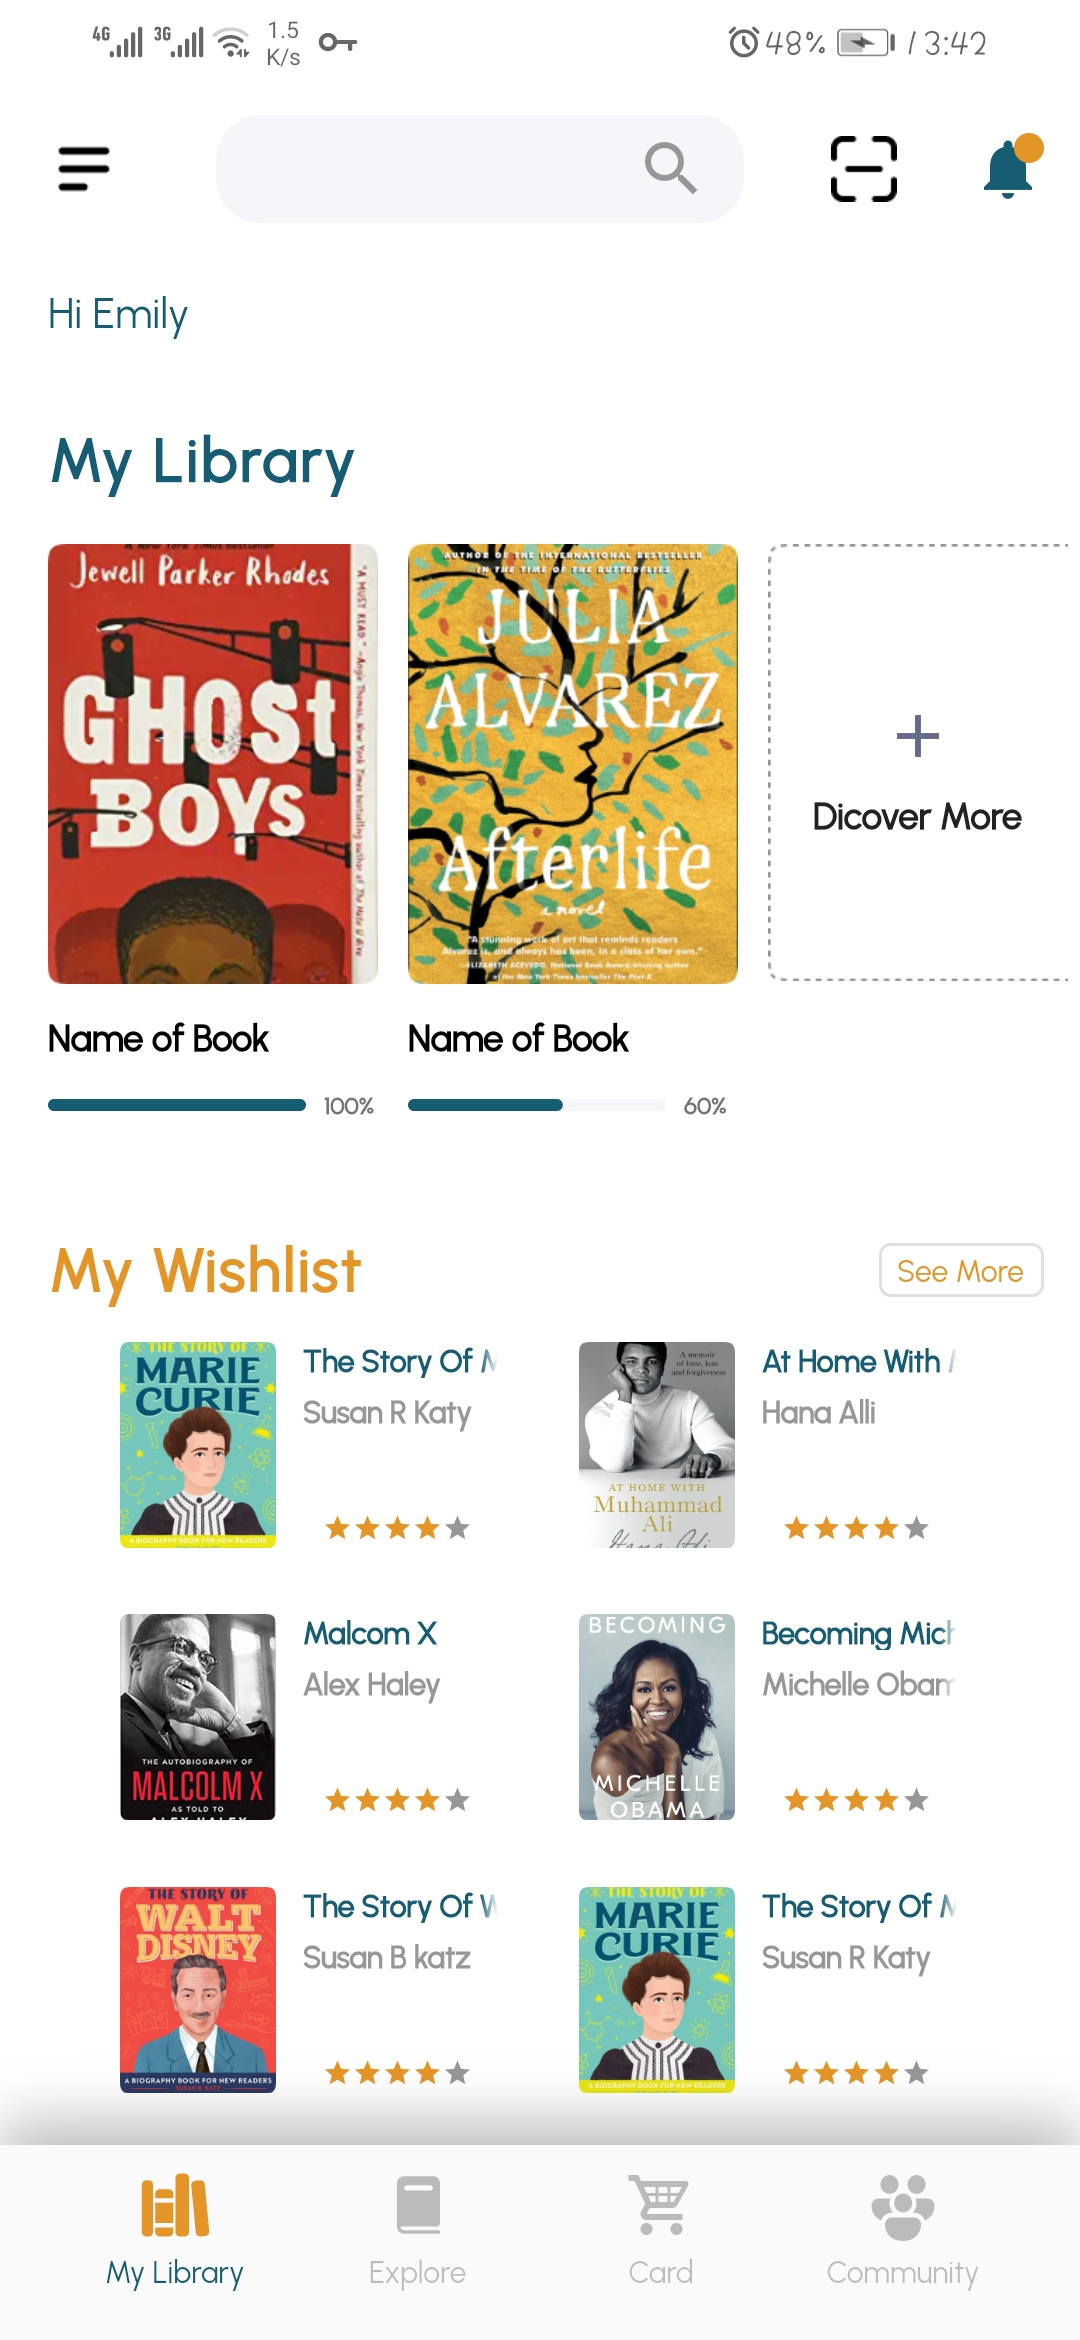 4G 3G 1.5 K/s 48% 13:42
Hi Emily
My Library
A New York Times Bestseller
Jewell Parker Rhodes
GHOSt
BOYS
"A MUST READ." —Angie Thomas, New York Times bestselling author of The Hate U Give
AUTHOR OF THE INTERNATIONAL BESTSELLER
IN THE TIME OF THE BUTTERFLIES
JULIA
ALVAREZ
Afterlife
a novel
"A stunning work of art that reminds readers
Alvarez is, and always has been, in a class of her own."
—ELIZABETH ACEVEDO, National Book Award-winning author
of the New York Times bestseller The Poet X
Dicover More
Name of Book
100%
Name of Book
60%
My Wishlist
See More
THE STORY OF
MARIE
CURIE
A BIOGRAPHY BOOK FOR NEW READERS
The Story Of M
Susan R Katy
A memoir
of love, loss
and forgiveness
AT HOME WITH
Muhammad
Ali
Hana Ali
At Home With
Hana Alli
THE AUTOBIOGRAPHY OF
MALCOLM X
AS TOLD TO
ALEX HALEY
Malcom X
Alex Haley
BECOMING
MICHELLE
OBAMA
Becoming Mich
Michelle Obam
THE STORY OF
WALT
DISNEY
A BIOGRAPHY BOOK FOR NEW READERS
SUSAN B. KATZ
The Story Of W
Susan B katz
THE STORY OF
MARIE
CURIE
A BIOGRAPHY BOOK FOR NEW READERS
The Story Of M
Susan R Katy
My Library
Explore
Card
Community